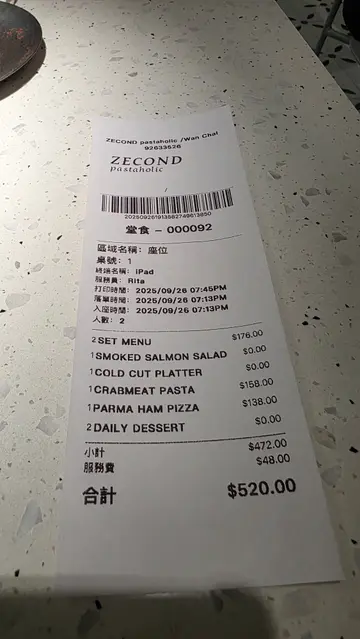 ZECOND pastaholic /Wan Chai
92633526
ZECOND
pastaholic
/
堂食 - 000092
區域名稱: 座位
桌號: 1
終端名稱: iPad
服務員: Rita
打印時間: 2025/09/26 07:45PM
落單時間: 2025/09/26 07:13PM
入座時間: 2025/09/26 07:13PM
人數: 2
2 SET MENU $176.00
1 SMOKED SALMON SALAD $0.00
1 COLD CUT PLATTER $0.00
1 CRABMEAT PASTA $158.00
1 PARMA HAM PIZZA $138.00
2 DAILY DESSERT $0.00
小計 $472.00
服務費 $48.00
合計 $520.00